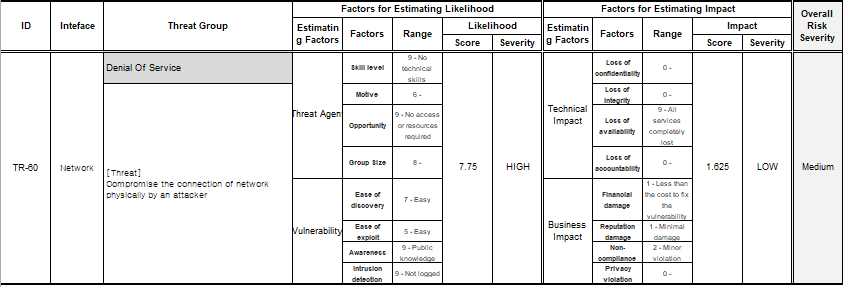 Factors for Estimating Likelihood
Factors for Estimating Impact
Overall
Risk
Severity
ID
Inteface
Threat Group
Estimatin
g Factors
Factors
Range
Likelihood
Score
Severity
Estimatin
g Factors
Factors
Range
Impact
Score
Severity
TR-60
Network
Denial Of Service
[Threat]
Compromise the connection of network
physically by an attacker
Threat Agen
Skill level
9 - No
technical
skills
Motive
6 -
Opportunity
9 - No access
or resources
required
Group Size
8 -
Vulnerability
Ease of
discovery
7 - Easy
Ease of
exploit
5 - Easy
Awareness
9 - Public
knowledge
Intrusion
detection
9 - Not logged
7.75
HIGH
Technical
Impact
Loss of
confidentiality
0 -
Loss of
Integrity
0 -
Loss of
availability
9 - All
services
completely
lost
Loss of
accountability
0 -
Business
Impact
Financial
damage
1 - Less than
the cost to fix
the
vulnerability
Reputation
damage
1 - Minimal
damage
Non-
compliance
2 - Minor
violation
Privacy
violation
0 -
1.625
LOW
Medium